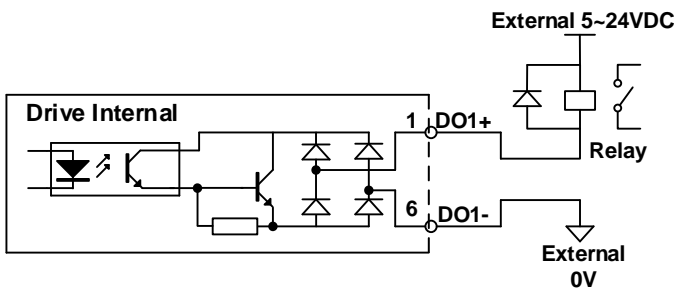 External 5~24VDC
Drive Internal
1 DO1+
Relay
6 DO1-
External
0V